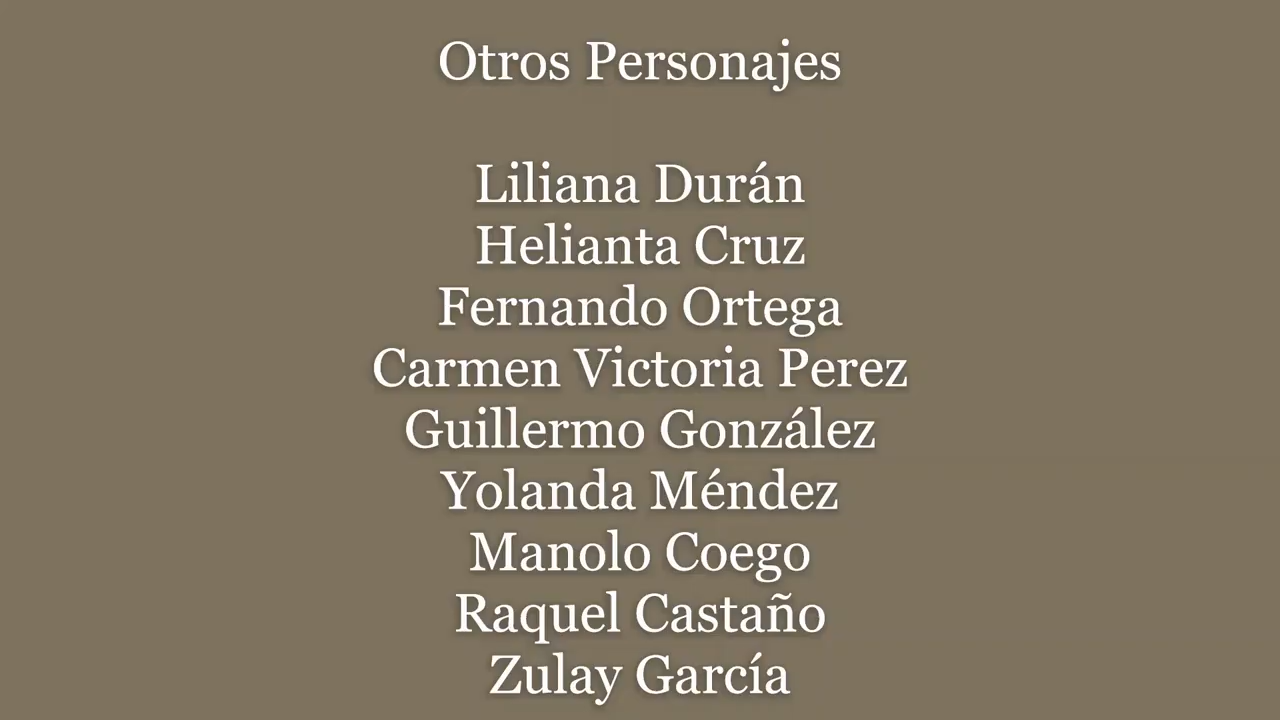 Otros Personajes
Liliana Durán
Helianta Cruz
Fernando Ortega
Carmen Victoria Perez
Guillermo González
Yolanda Méndez
Manolo Coego
Raquel Castaño
Zulay García